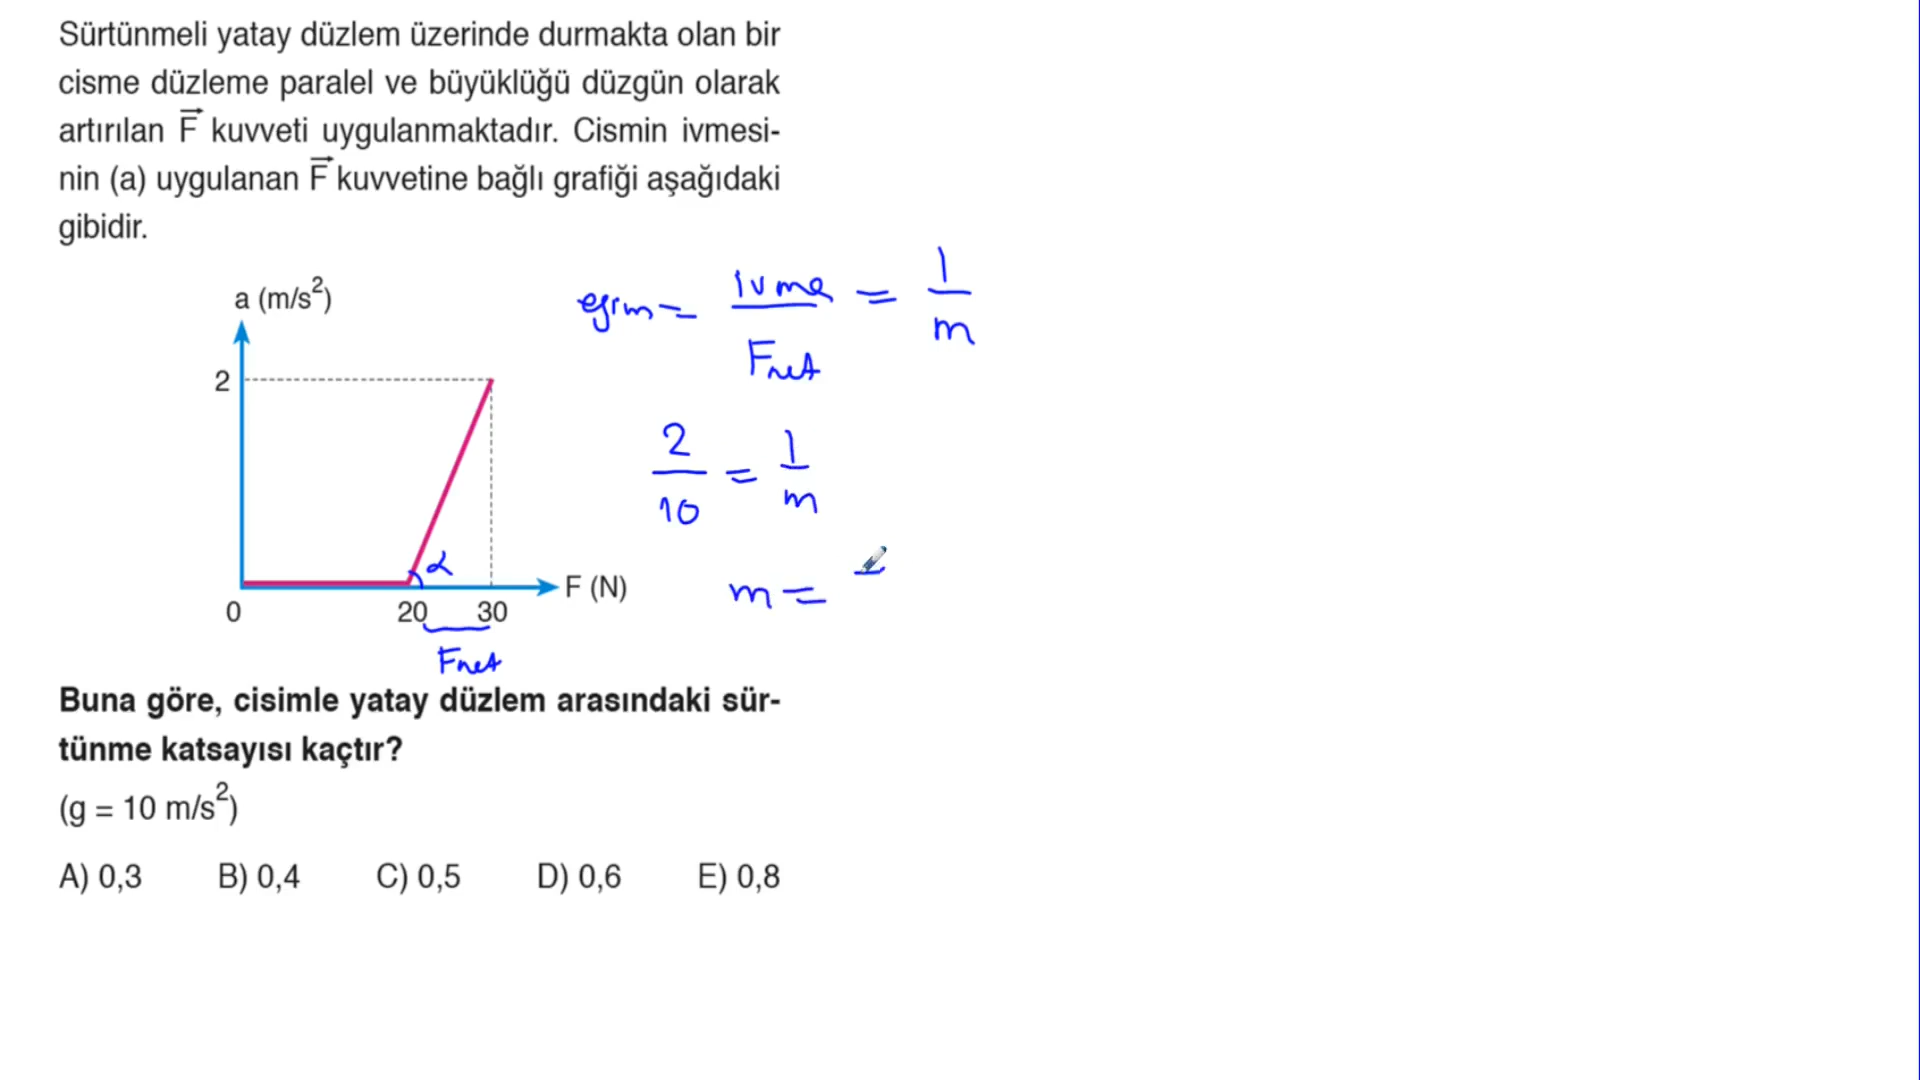 Sürtünmeli yatay düzlem üzerinde durmakta olan bir
cisme düzleme paralel ve büyüklüğü düzgün olarak
artırılan F⃗ kuvveti uygulanmaktadır. Cismin ivmesi-
nin (a) uygulanan F⃗ kuvvetine bağlı grafiği aşağıdaki
gibidir.
a (m/s²)
2
0
20
30
F (N)
α
Fnet
eğim = ivme / Fnet = 1/m
2/10 = 1/m
m =
Buna göre, cisimle yatay düzlem arasındaki sür-
tünme katsayısı kaçtır?
(g = 10 m/s²)
A) 0,3 B) 0,4 C) 0,5 D) 0,6 E) 0,8